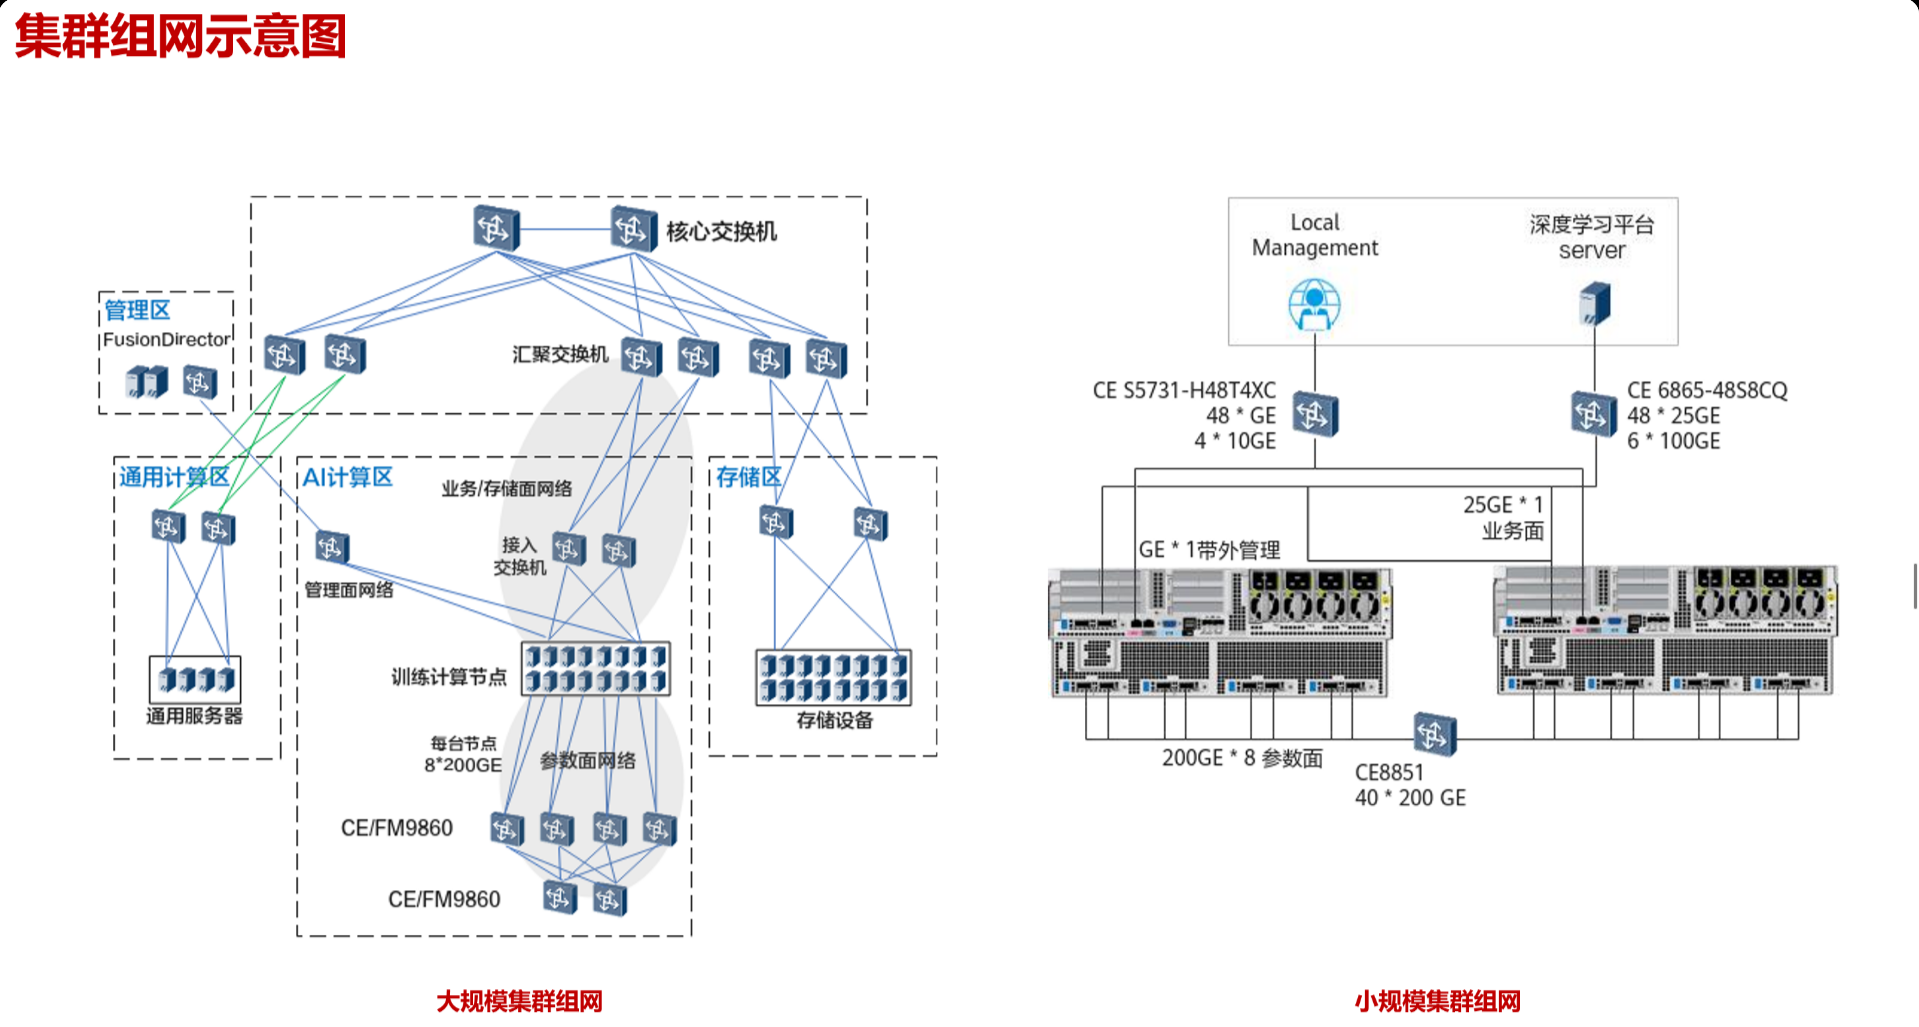 集群组网示意图
核心交换机
管理区
FusionDirector
汇聚交换机
通用计算区
AI计算区
存储区
业务/存储面网络
接入
交换机
管理面网络
训练计算节点
通用服务器
存储设备
每台节点
8*200GE
参数面网络
CE/FM9860
CE/FM9860
大规模集群组网
Local
Management
深度学习平台
server
CE S5731-H48T4XC
48 * GE
4 * 10GE
CE 6865-48S8CQ
48 * 25GE
6 * 100GE
25GE * 1
业务面
GE * 1带外管理
200GE * 8 参数面
CE8851
40 * 200 GE
小规模集群组网